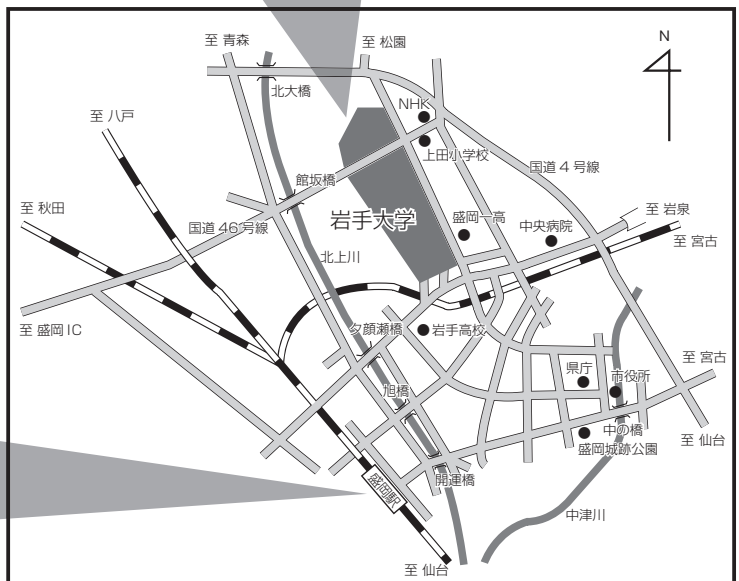 至 青森
至 松園
N
北大橋
NHK
至 八戸
上田小学校
国道4号線
館坂橋
至 秋田
岩手大学
至 岩泉
盛岡一高
中央病院
国道46号線
至 宮古
北上川
至 盛岡IC
夕顔瀬橋
岩手高校
至 宮古
県庁
市役所
旭橋
中の橋
至 仙台
盛岡城跡公園
開運橋
盛岡駅
中津川
至 仙台